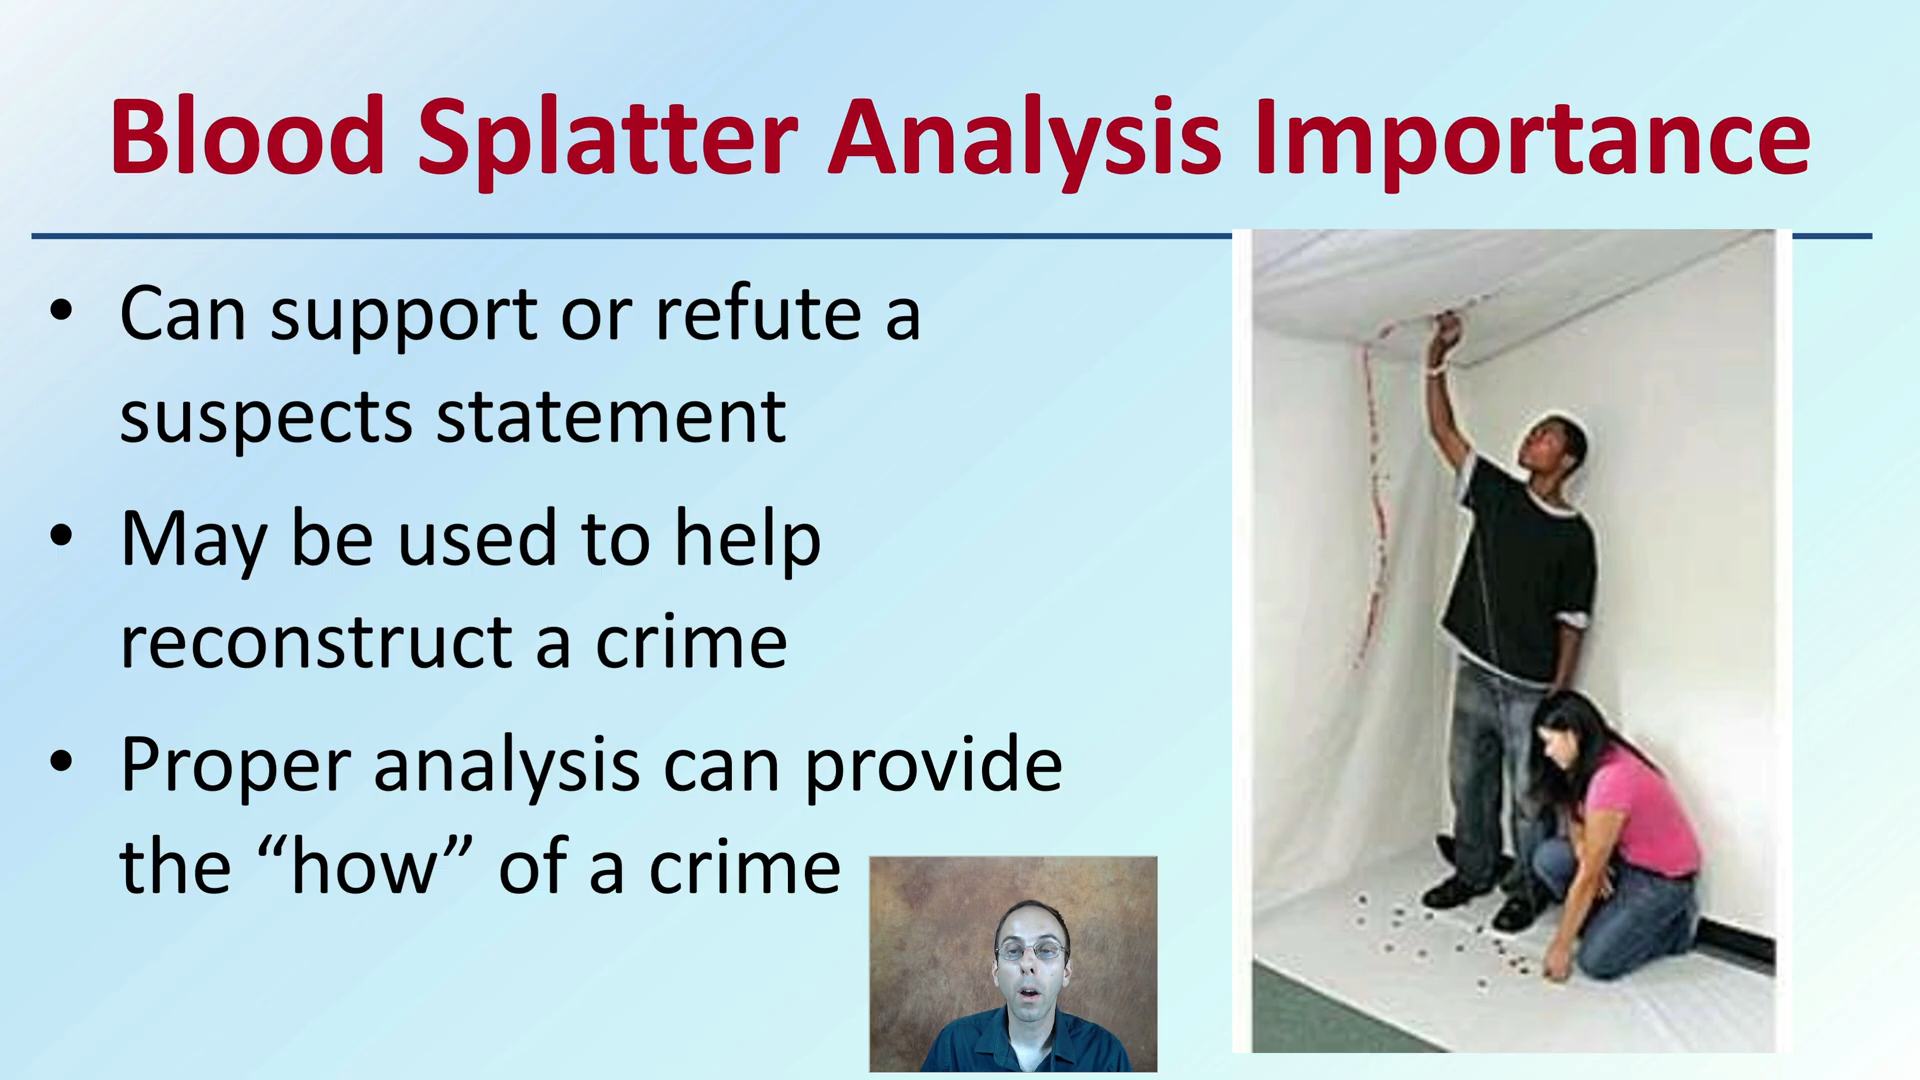 Blood Splatter Analysis Importance
• Can support or refute a
suspects statement
• May be used to help
reconstruct a crime
• Proper analysis can provide
the “how” of a crime